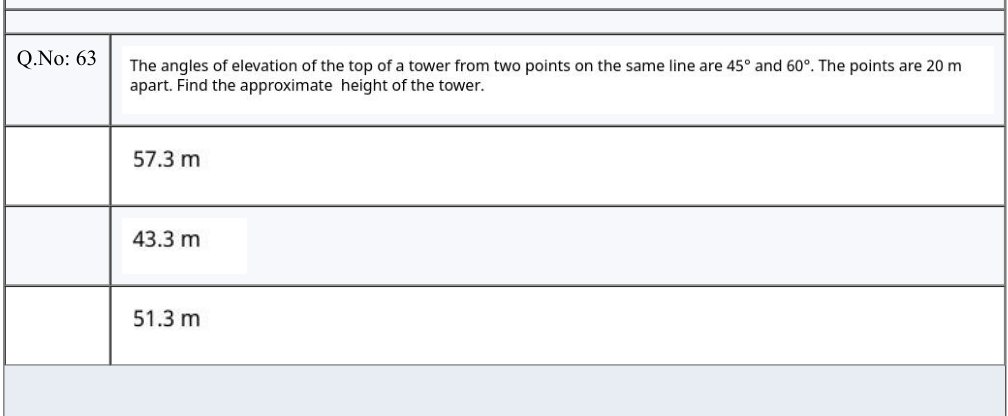 Q.No: 63
The angles of elevation of the top of a tower from two points on the same line are 45° and 60°. The points are 20 m
apart. Find the approximate height of the tower.
57.3 m
43.3 m
51.3 m